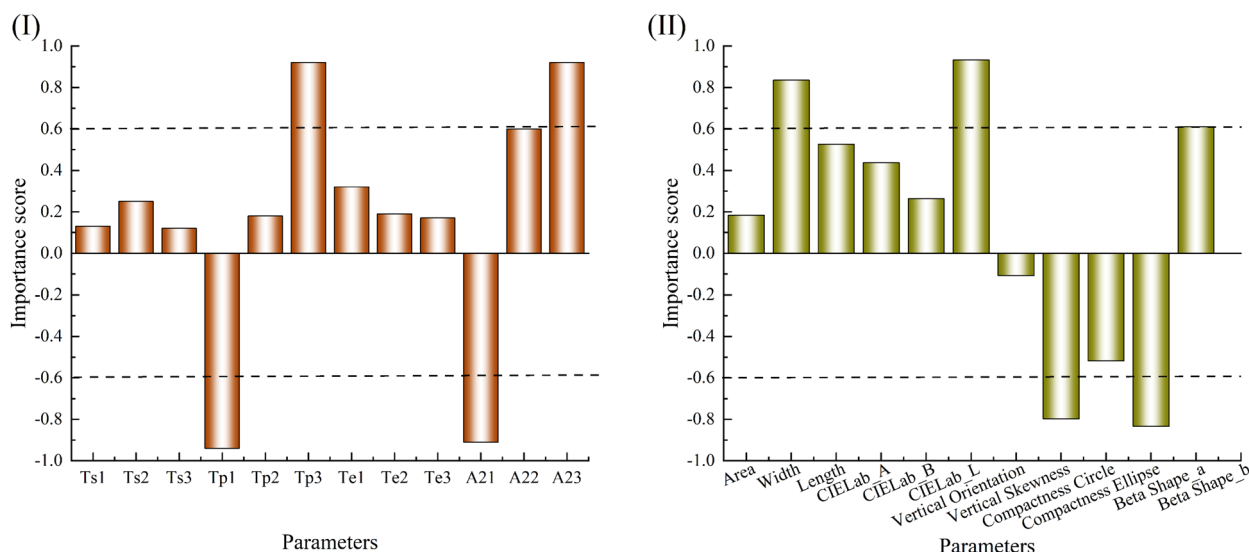 (I)
1.0
0.8
0.6
0.4
0.2
0.0
-0.2
-0.4
-0.6
-0.8
-1.0
Importance score
Ts1 Ts2 Ts3 Tp1 Tp2 Tp3 Te1 Te2 Te3 A21 A22 A23
Parameters
(II)
1.0
0.8
0.6
0.4
0.2
0.0
-0.2
-0.4
-0.6
-0.8
-1.0
Importance score
Area
Width
Length
CIELab_A
CIELab_B
CIELab_L
Vertical Orientation
Vertical Skewness
Compactness Circle
Compactness Ellipse
Beta Shape_a
Beta Shape_b
Parameters